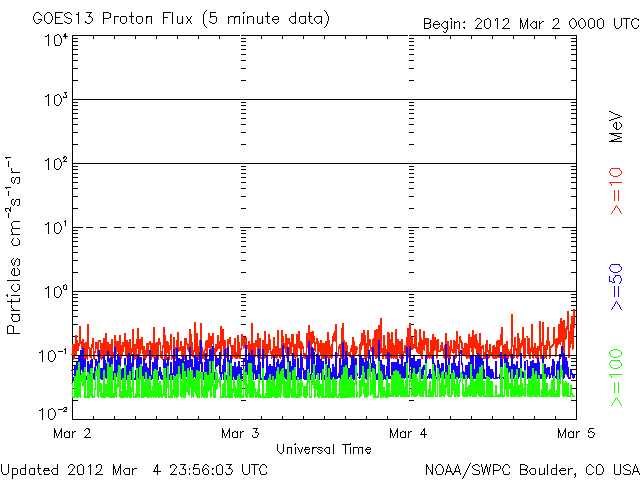 GOES13 Proton Flux (5 minute data)
Begin: 2012 Mar 2 0000 UTC
Particles cm⁻²s⁻¹sr⁻¹
10⁴
10³
10²
10¹
10⁰
10⁻¹
10⁻²
Mar 2
Mar 3
Mar 4
Mar 5
Universal Time
MeV
>=10
>=50
>=100
Updated 2012 Mar 4 23:56:03 UTC
NOAA/SWPC Boulder, CO USA